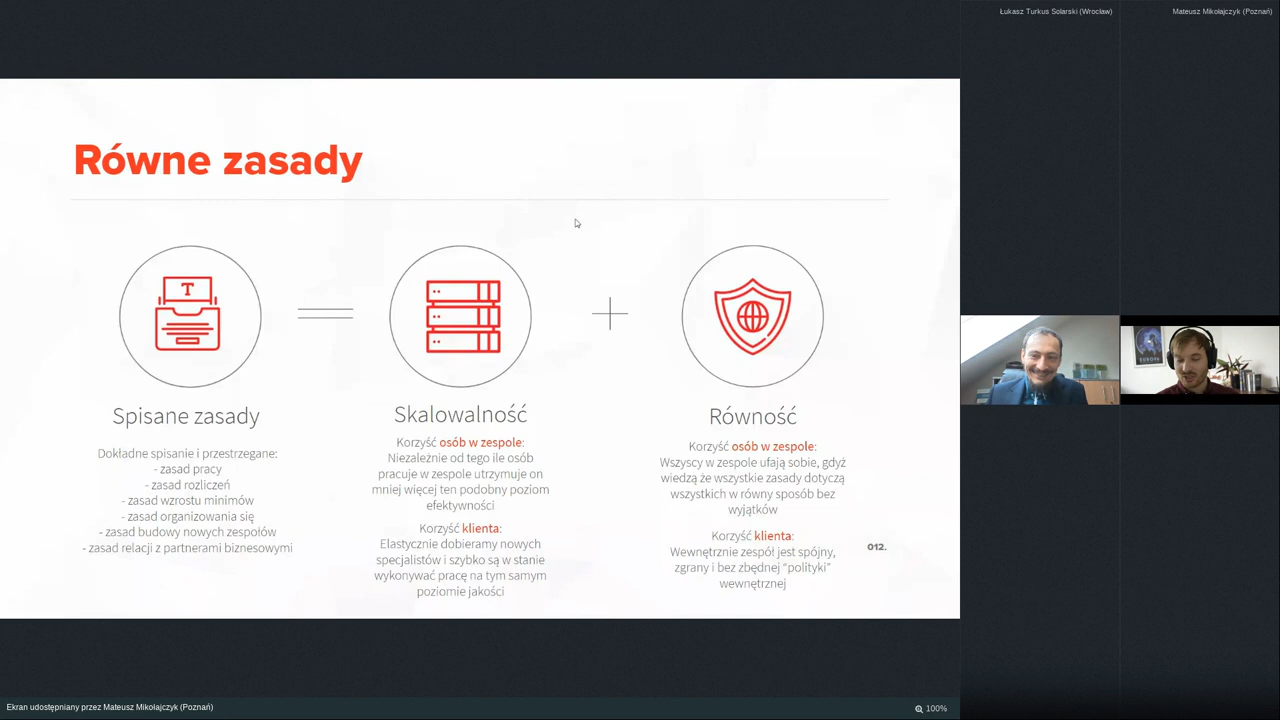 Łukasz Turkus Solarski (Wrocław)
Mateusz Mikołajczyk (Poznań)
Równe zasady
T
Spisane zasady
Dokładne spisanie i przestrzegane:
- zasad pracy
- zasad rozliczeń
- zasad wzrostu minimów
- zasad organizowania się
- zasad budowy nowych zespołów
- zasad relacji z partnerami biznesowymi
Skalowalność
Korzyść osób w zespole:
Niezależnie od tego ile osób
pracuje w zespole utrzymuje on
mniej więcej ten podobny poziom
efektywności
Korzyść klienta:
Elastycznie dobieramy nowych
specjalistów i szybko są w stanie
wykonywać pracę na tym samym
poziomie jakości
Równość
Korzyść osób w zespole:
Wszyscy w zespole ufają sobie, gdyż
wiedzą że wszystkie zasady dotyczą
wszystkich w równy sposób bez
wyjątków
Korzyść klienta:
Wewnętrznie zespół jest spójny,
zgrany i bez zbędnej “polityki”
wewnętrznej
012.
EUROPA
Ekran udostępniany przez Mateusz Mikołajczyk (Poznań)
100%